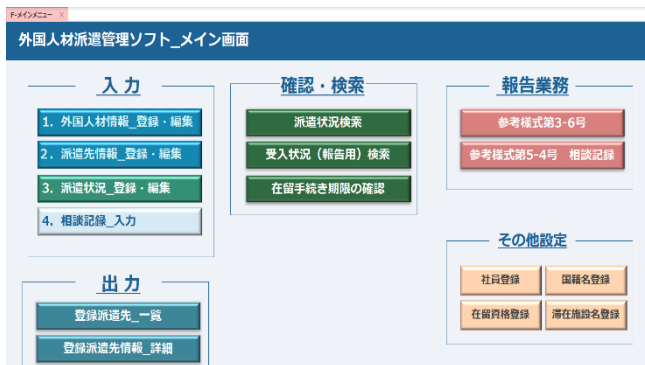 F-メインメニュー ×
外国人材派遣管理ソフト_メイン画面
入力
1. 外国人材情報_登録・編集
2. 派遣先情報_登録・編集
3. 派遣状況_登録・編集
4. 相談記録_入力
出力
登録派遣先_一覧
登録派遣先情報_詳細
確認・検索
派遣状況検索
受入状況（報告用）検索
在留手続き期限の確認
報告業務
参考様式第3-6号
参考様式第5-4号　相談記録
その他設定
社員登録
国籍名登録
在留資格登録
滞在施設名登録